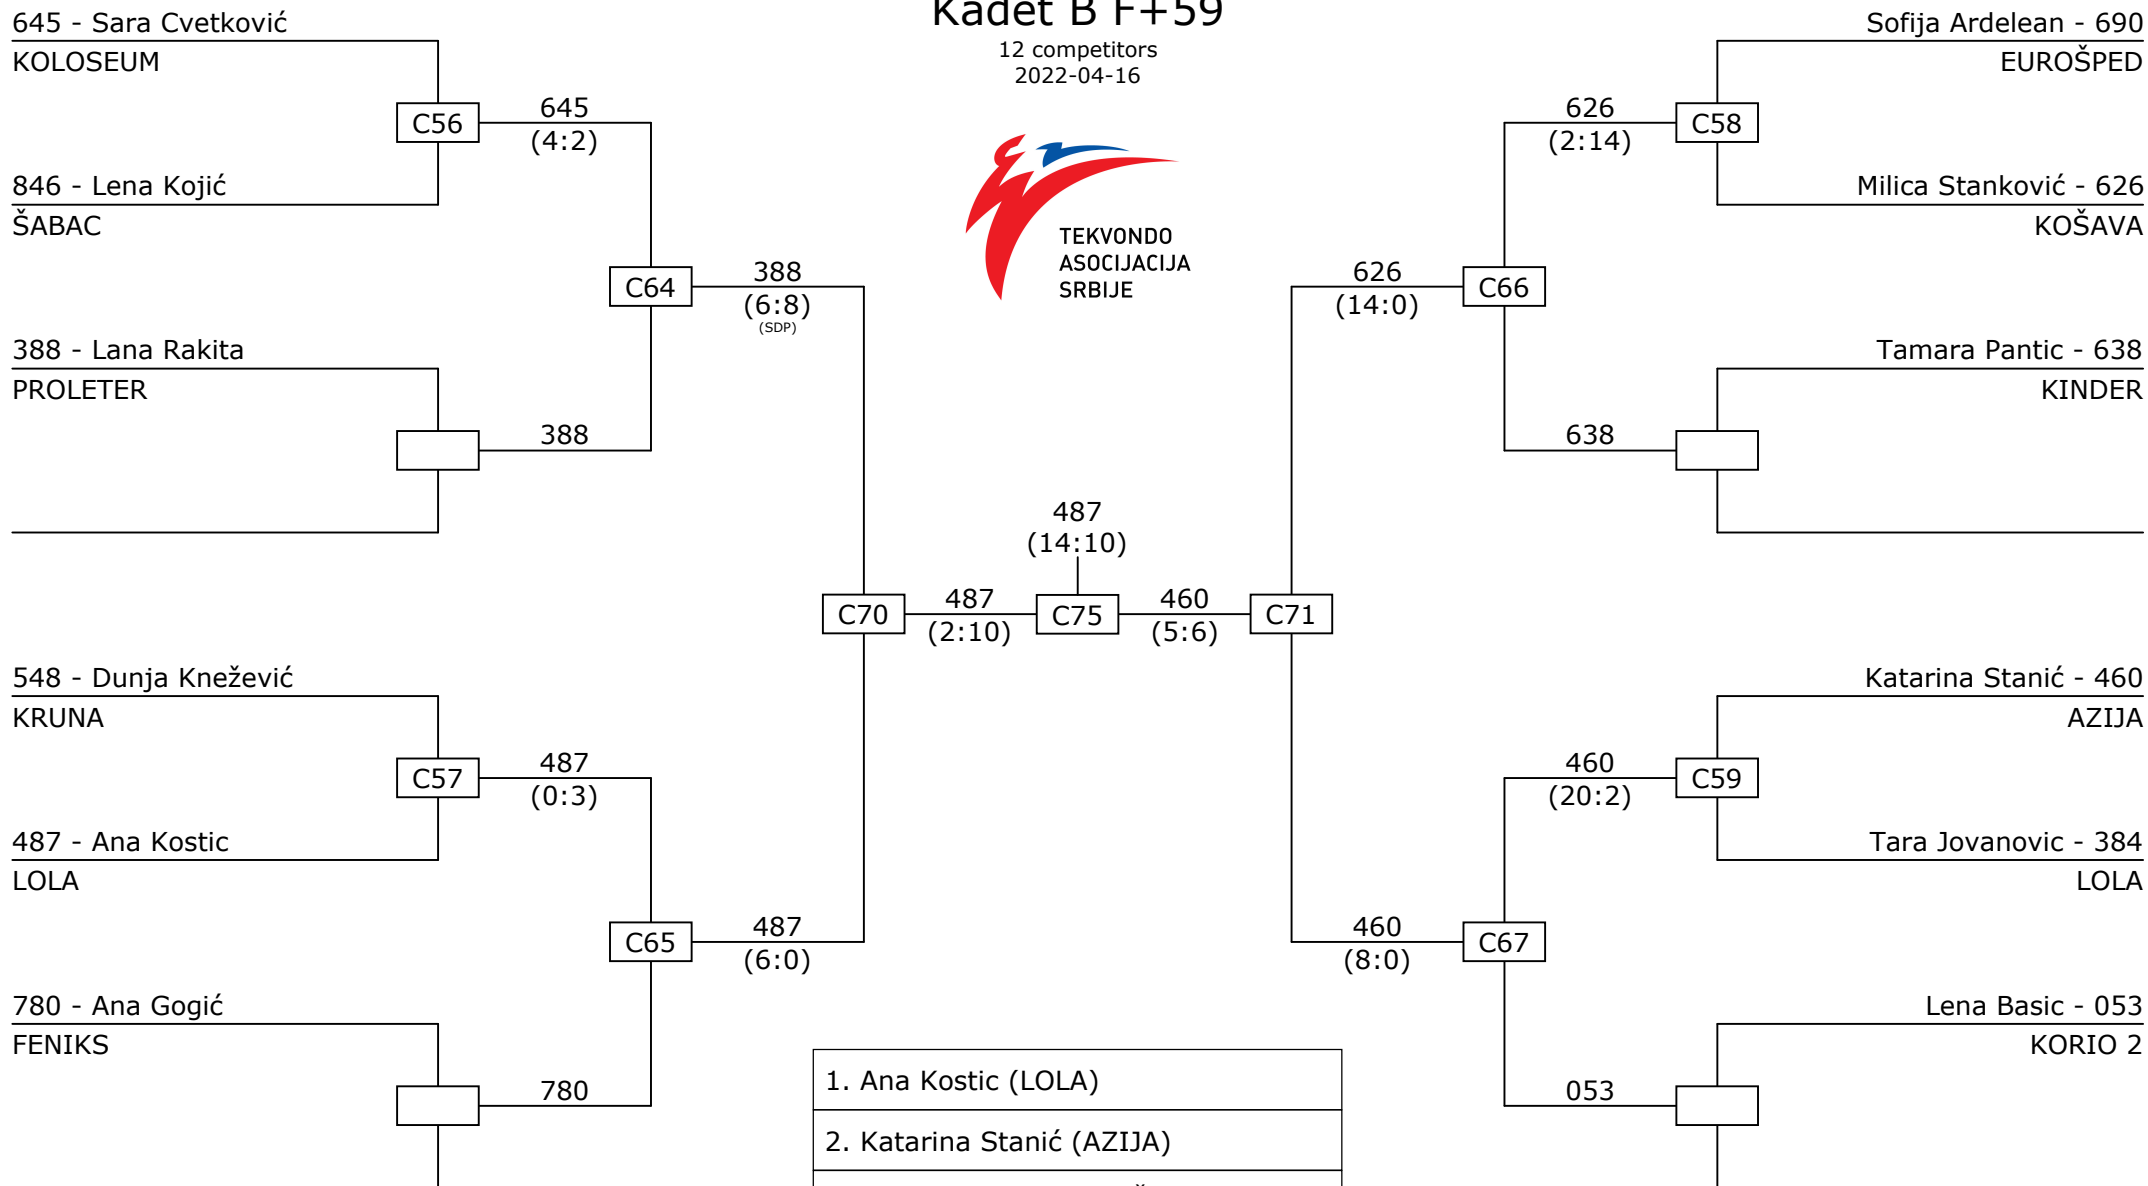 Kadet B F+59
12 competitors
2022-04-16
TEKVONDO
ASOCIJACIJA
SRBIJE
645 - Sara Cvetković
KOLOSEUM
C56
645
(4:2)
846 - Lena Kojić
ŠABAC
C64
388
(6:8)
(SDP)
388 - Lana Rakita
PROLETER
388
548 - Dunja Knežević
KRUNA
C57
487
(0:3)
487 - Ana Kostic
LOLA
C65
487
(6:0)
780 - Ana Gogić
FENIKS
780
C70
487
(2:10)
487
(14:10)
C75
460
(5:6)
C71
Sofija Ardelean - 690
EUROŠPED
626
(2:14)
C58
Milica Stanković - 626
KOŠAVA
626
(14:0)
C66
Tamara Pantic - 638
KINDER
638
Katarina Stanić - 460
AZIJA
460
(20:2)
C59
Tara Jovanovic - 384
LOLA
460
(8:0)
C67
Lena Basic - 053
KORIO 2
053
1. Ana Kostic (LOLA)
2. Katarina Stanić (AZIJA)